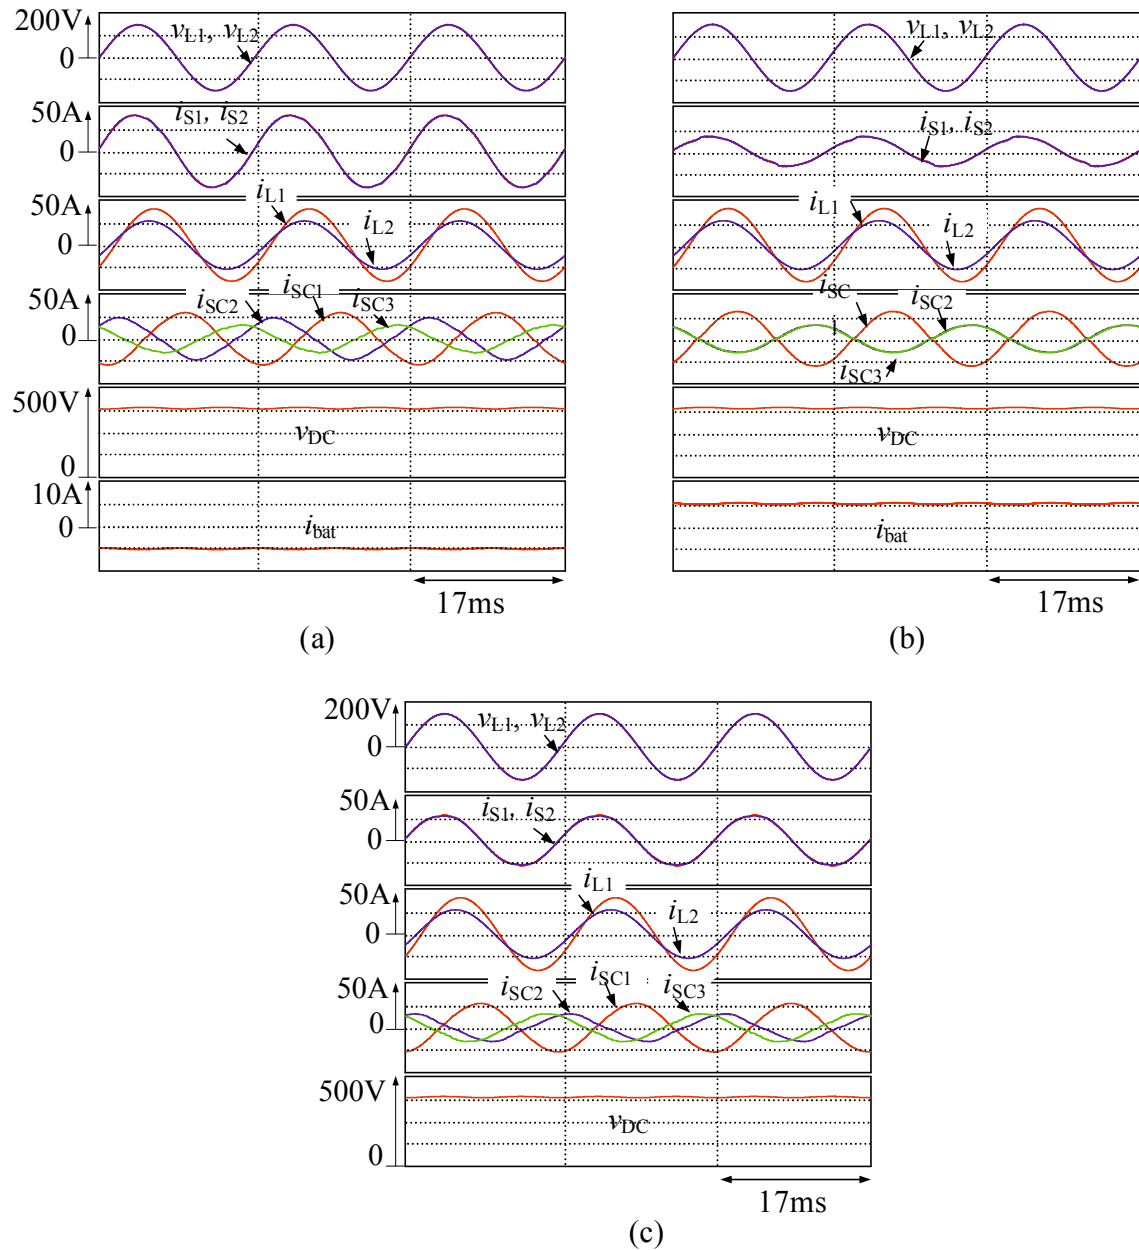 200V
0
vL1, vL2
50A
0
iS1, iS2
50A
0
iL1
iL2
50A
0
iSC2
iSC1
iSC3
500V
0
vDC
10A
0
ibat
17ms
(a)
vL1, vL2
iS1, iS2
iL1
iL2
iSC
iSC2
iSC3
vDC
ibat
17ms
(b)
200V
0
vL1, vL2
50A
0
iS1, iS2
50A
0
iL1
iL2
50A
0
iSC2
iSC1
iSC3
500V
0
vDC
17ms
(c)